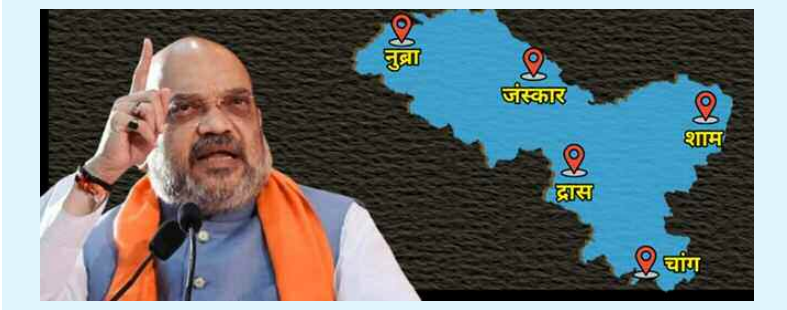 नुब्रा
जंस्कार
शाम
द्रास
चांग